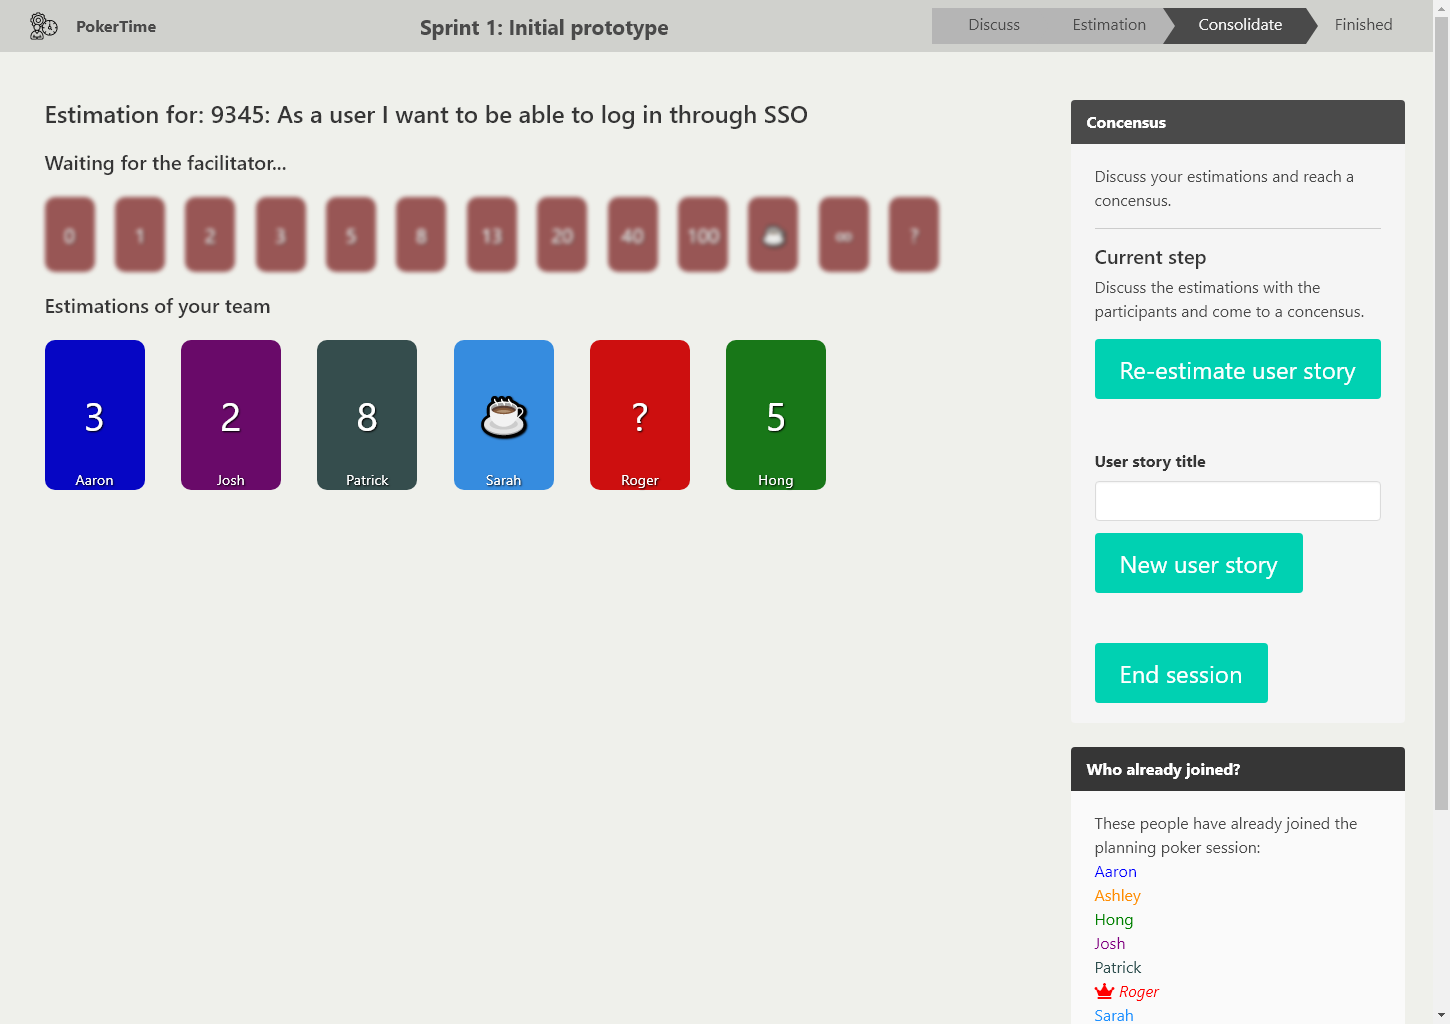 PokerTime
Sprint 1: Initial prototype
Discuss
Estimation
Consolidate
Finished
Estimation for: 9345: As a user I want to be able to log in through SSO
Waiting for the facilitator...
0
1
2
3
5
8
13
20
40
100
∞
?
Estimations of your team
3
Aaron
2
Josh
8
Patrick
Sarah
?
Roger
5
Hong
Concensus
Discuss your estimations and reach a
concensus.
Current step
Discuss the estimations with the
participants and come to a concensus.
Re-estimate user story
User story title
New user story
End session
Who already joined?
These people have already joined the
planning poker session:
Aaron
Ashley
Hong
Josh
Patrick
Roger
Sarah